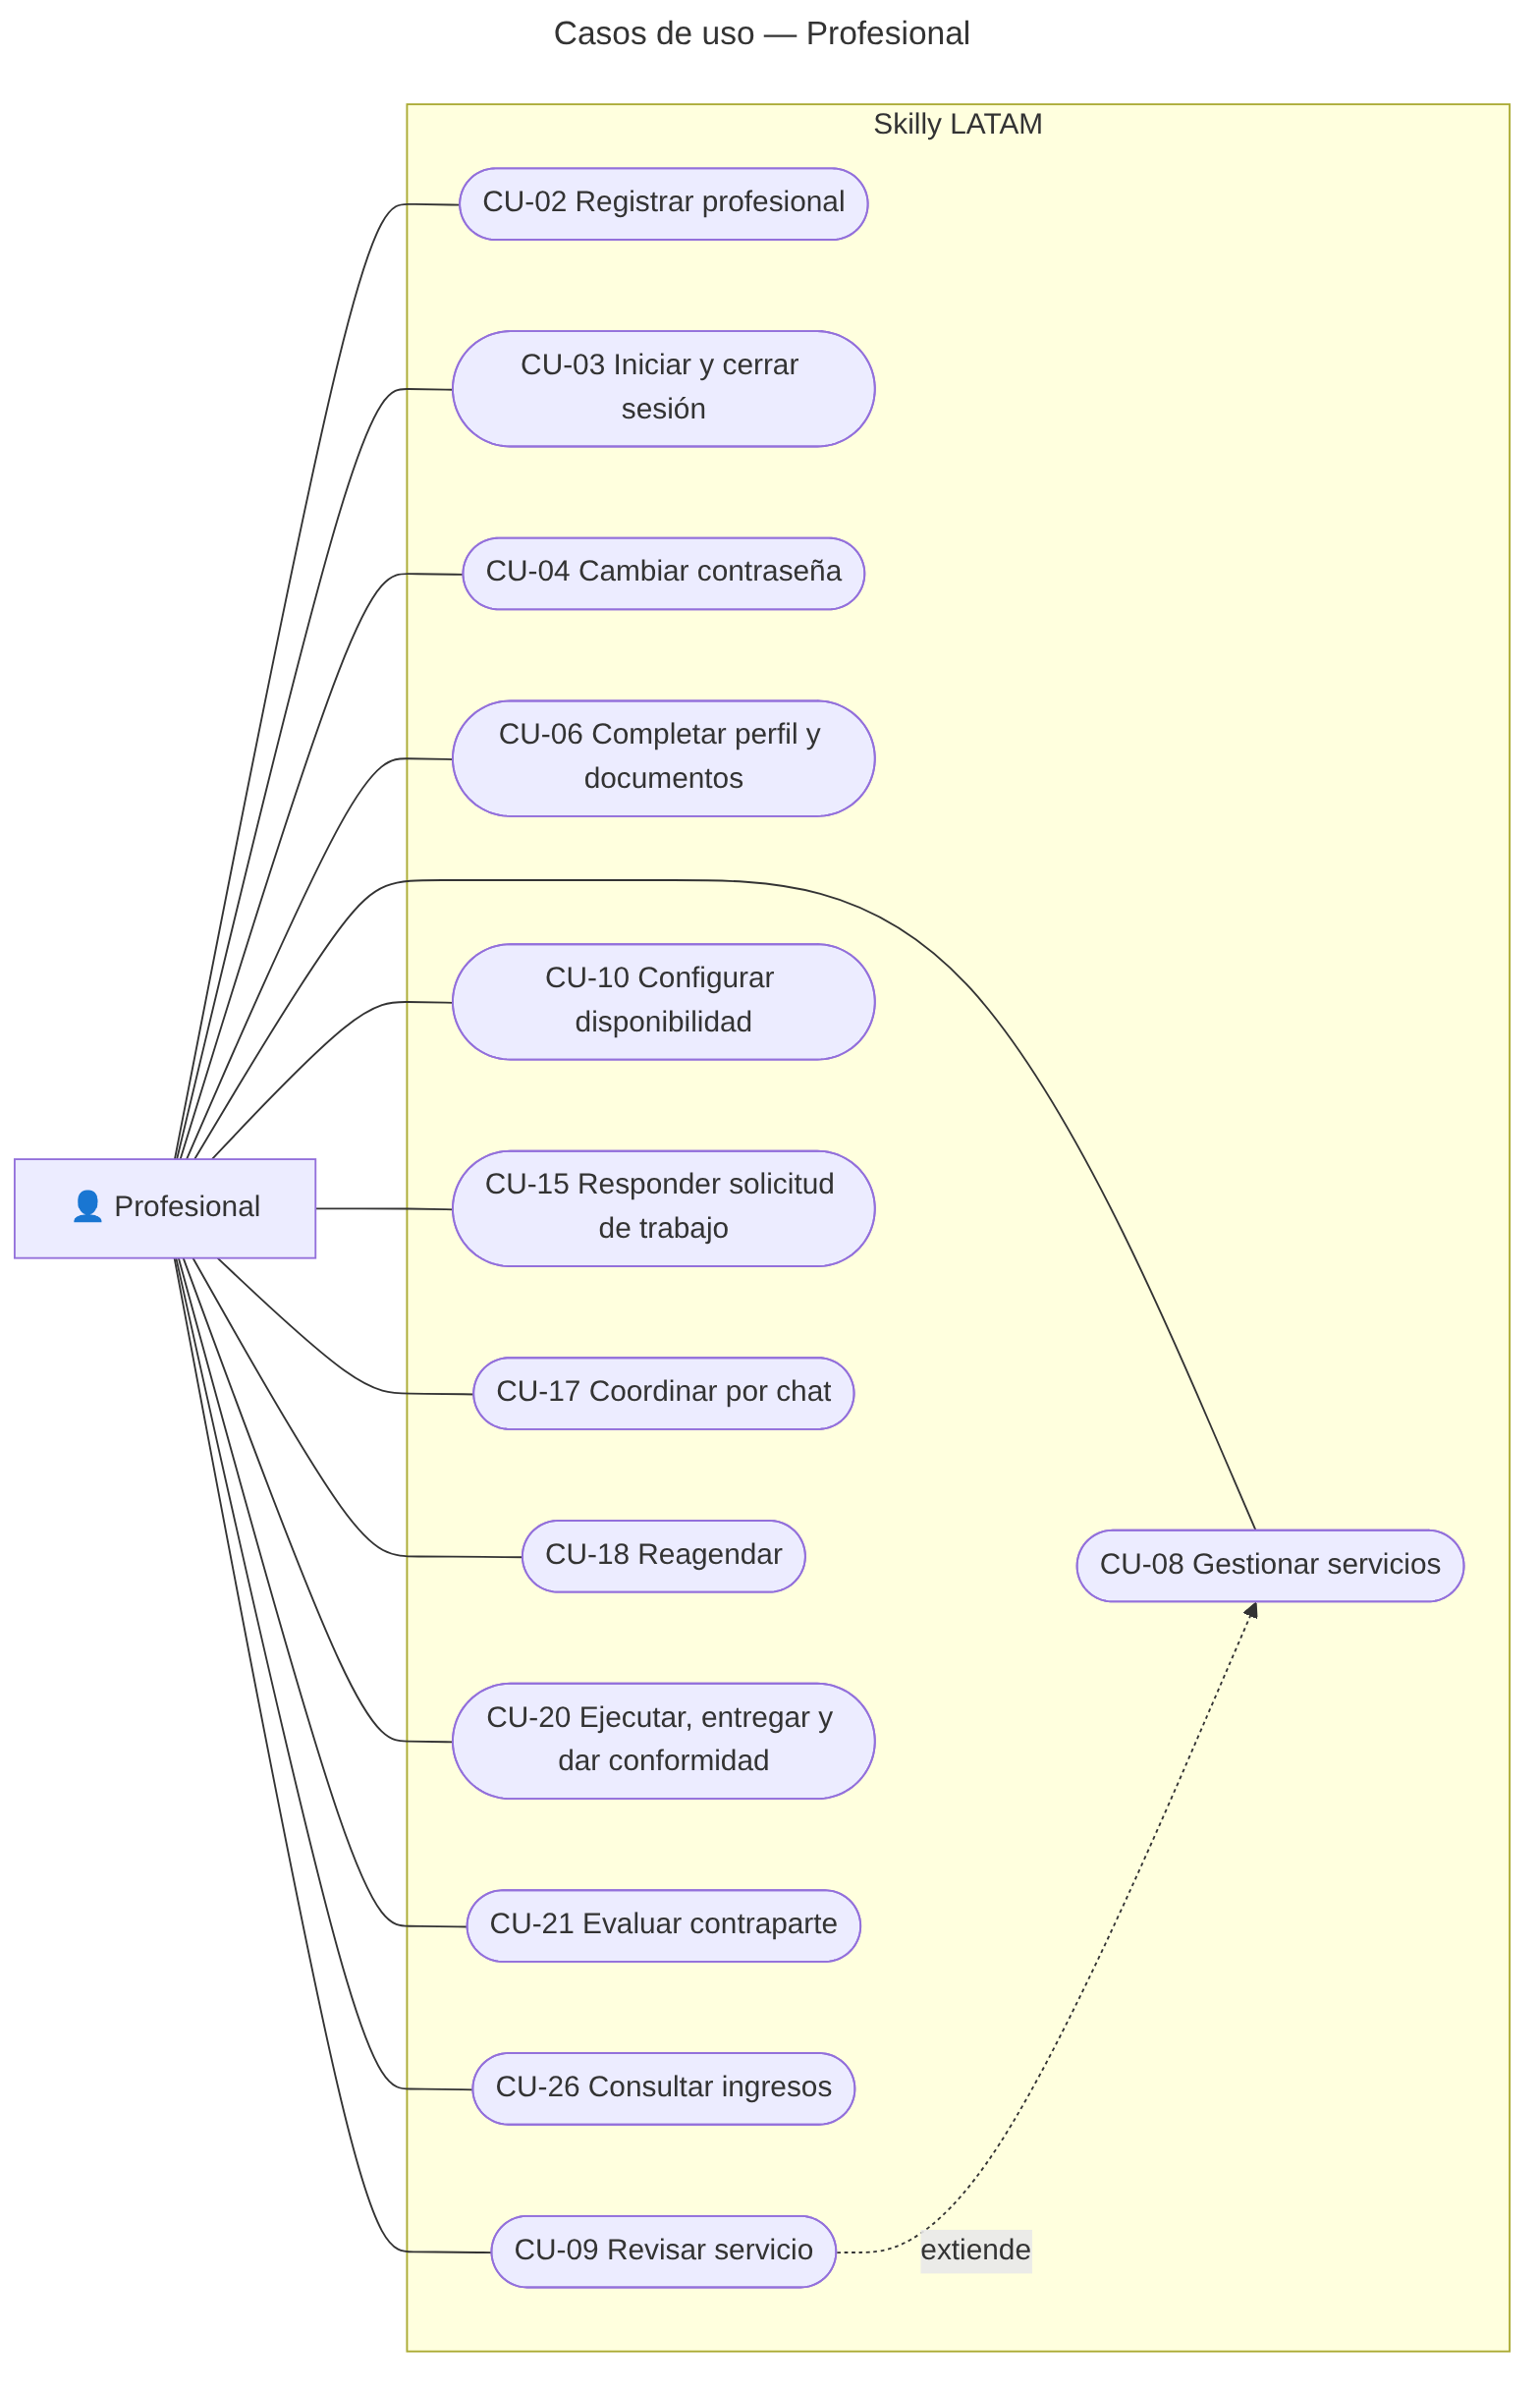 Casos de uso — Profesional
Skilly LATAM
CU-02 Registrar profesional
CU-03 Iniciar y cerrar
sesión
CU-04 Cambiar contraseña
CU-06 Completar perfil y
documentos
CU-10 Configurar
disponibilidad
👤 Profesional
CU-15 Responder solicitud
de trabajo
CU-17 Coordinar por chat
CU-18 Reagendar
CU-08 Gestionar servicios
CU-20 Ejecutar, entregar y
dar conformidad
CU-21 Evaluar contraparte
CU-26 Consultar ingresos
CU-09 Revisar servicio
extiende